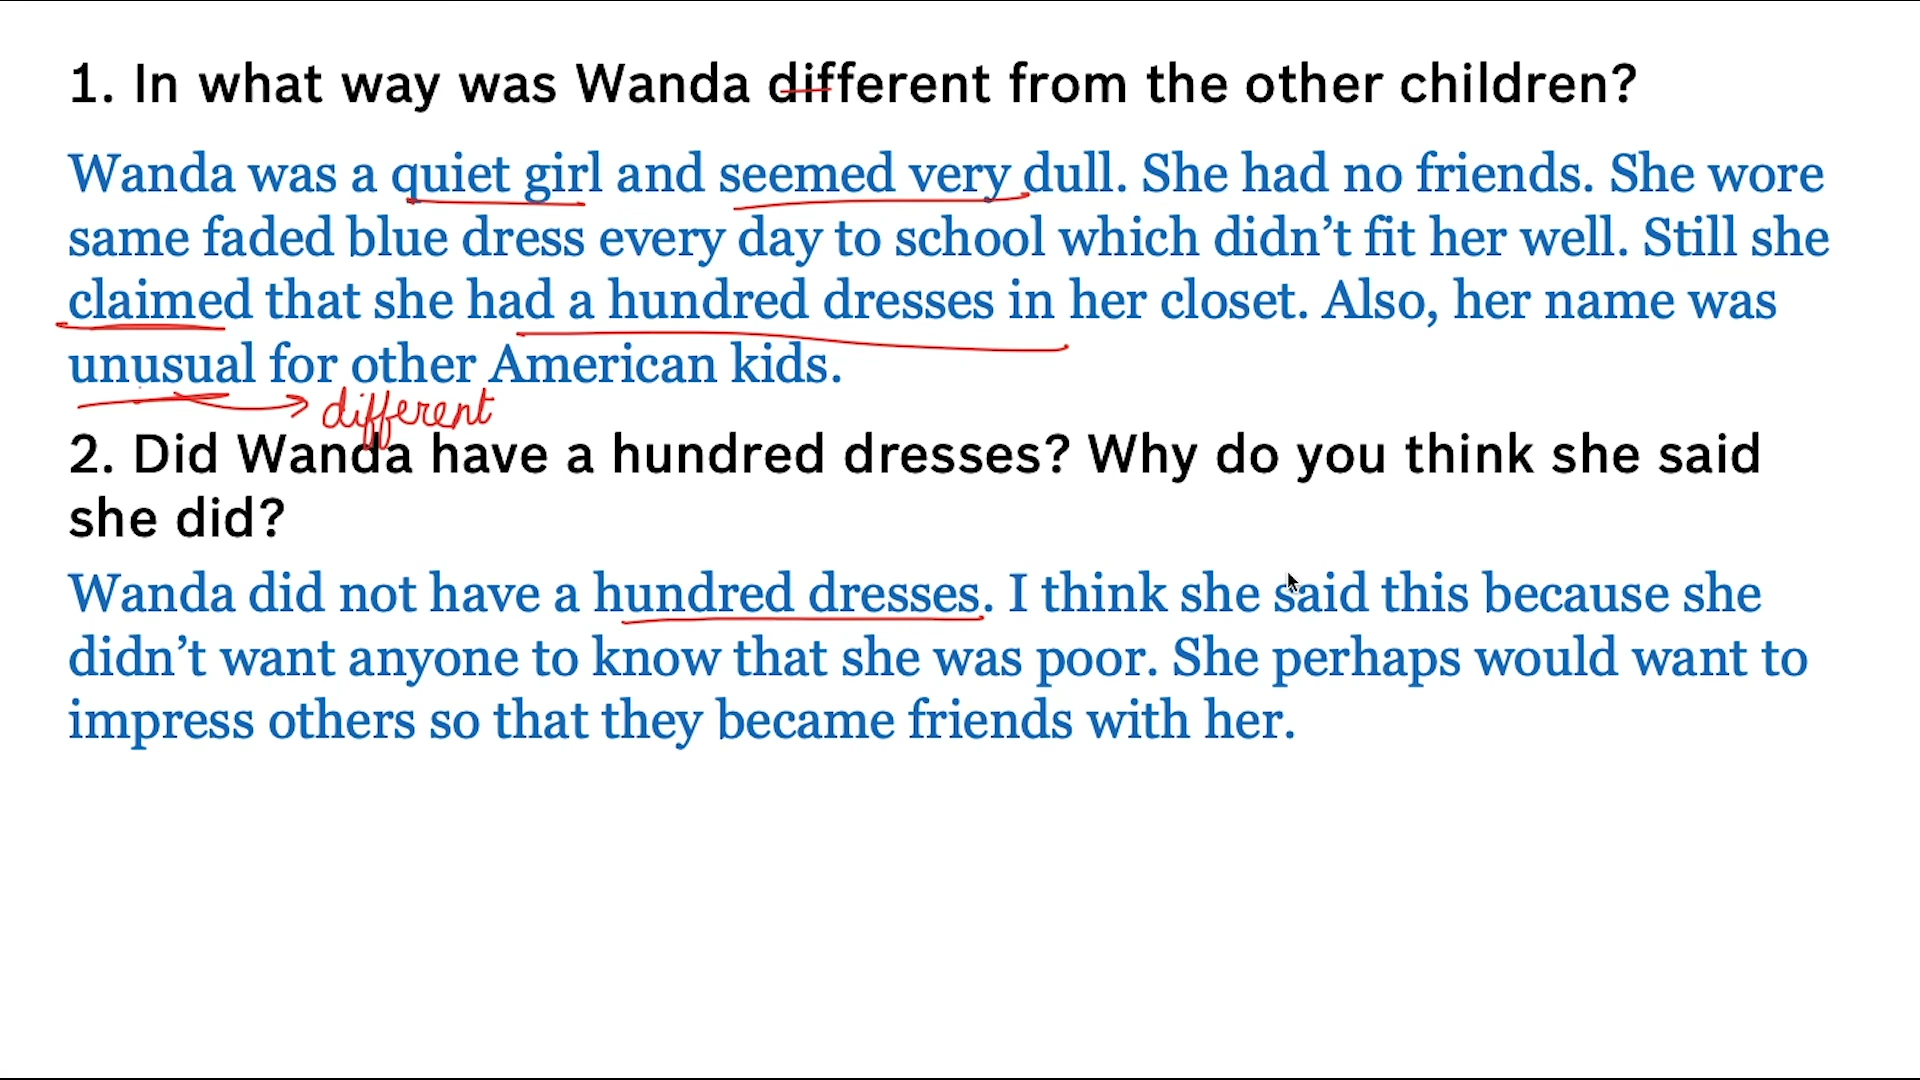 1. In what way was Wanda different from the other children?
Wanda was a quiet girl and seemed very dull. She had no friends. She wore
same faded blue dress every day to school which didn’t fit her well. Still she
claimed that she had a hundred dresses in her closet. Also, her name was
unusual for other American kids.
different
2. Did Wanda have a hundred dresses? Why do you think she said
she did?
Wanda did not have a hundred dresses. I think she said this because she
didn’t want anyone to know that she was poor. She perhaps would want to
impress others so that they became friends with her.